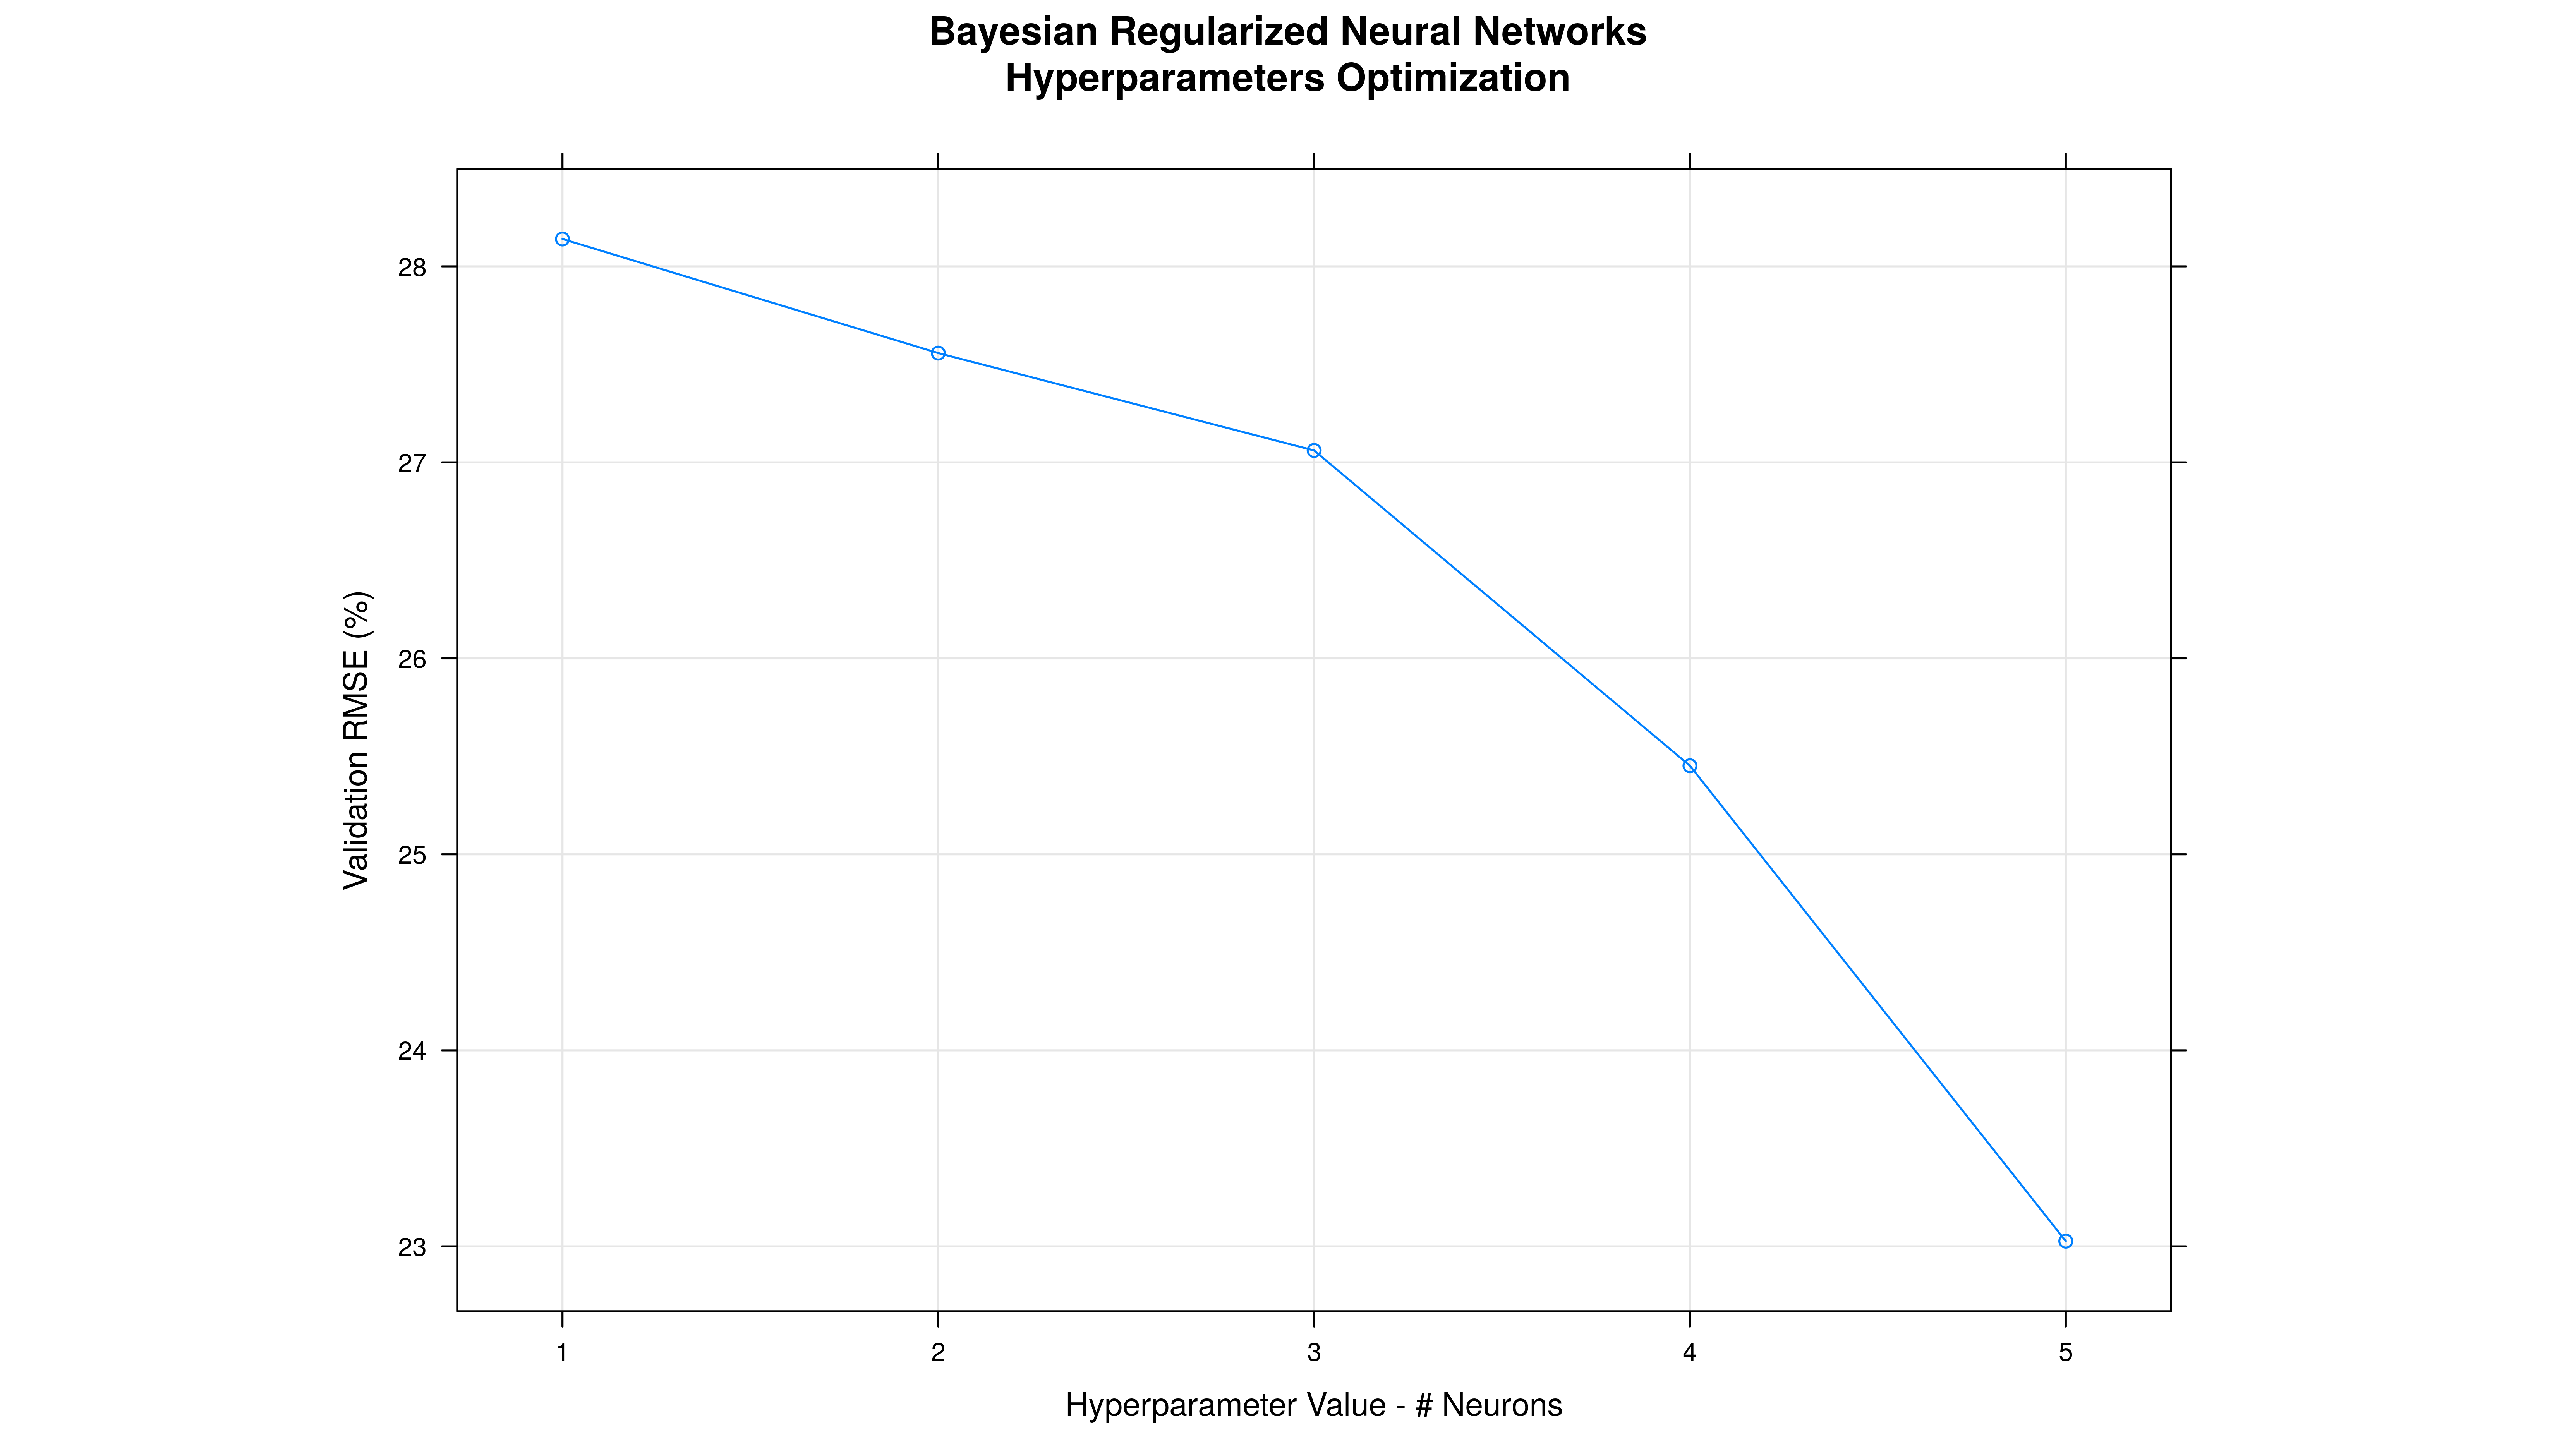 Bayesian Regularized Neural Networks
Hyperparameters Optimization
28
27
26
25
24
23
Validation RMSE (%)
1 2 3 4 5
Hyperparameter Value - # Neurons